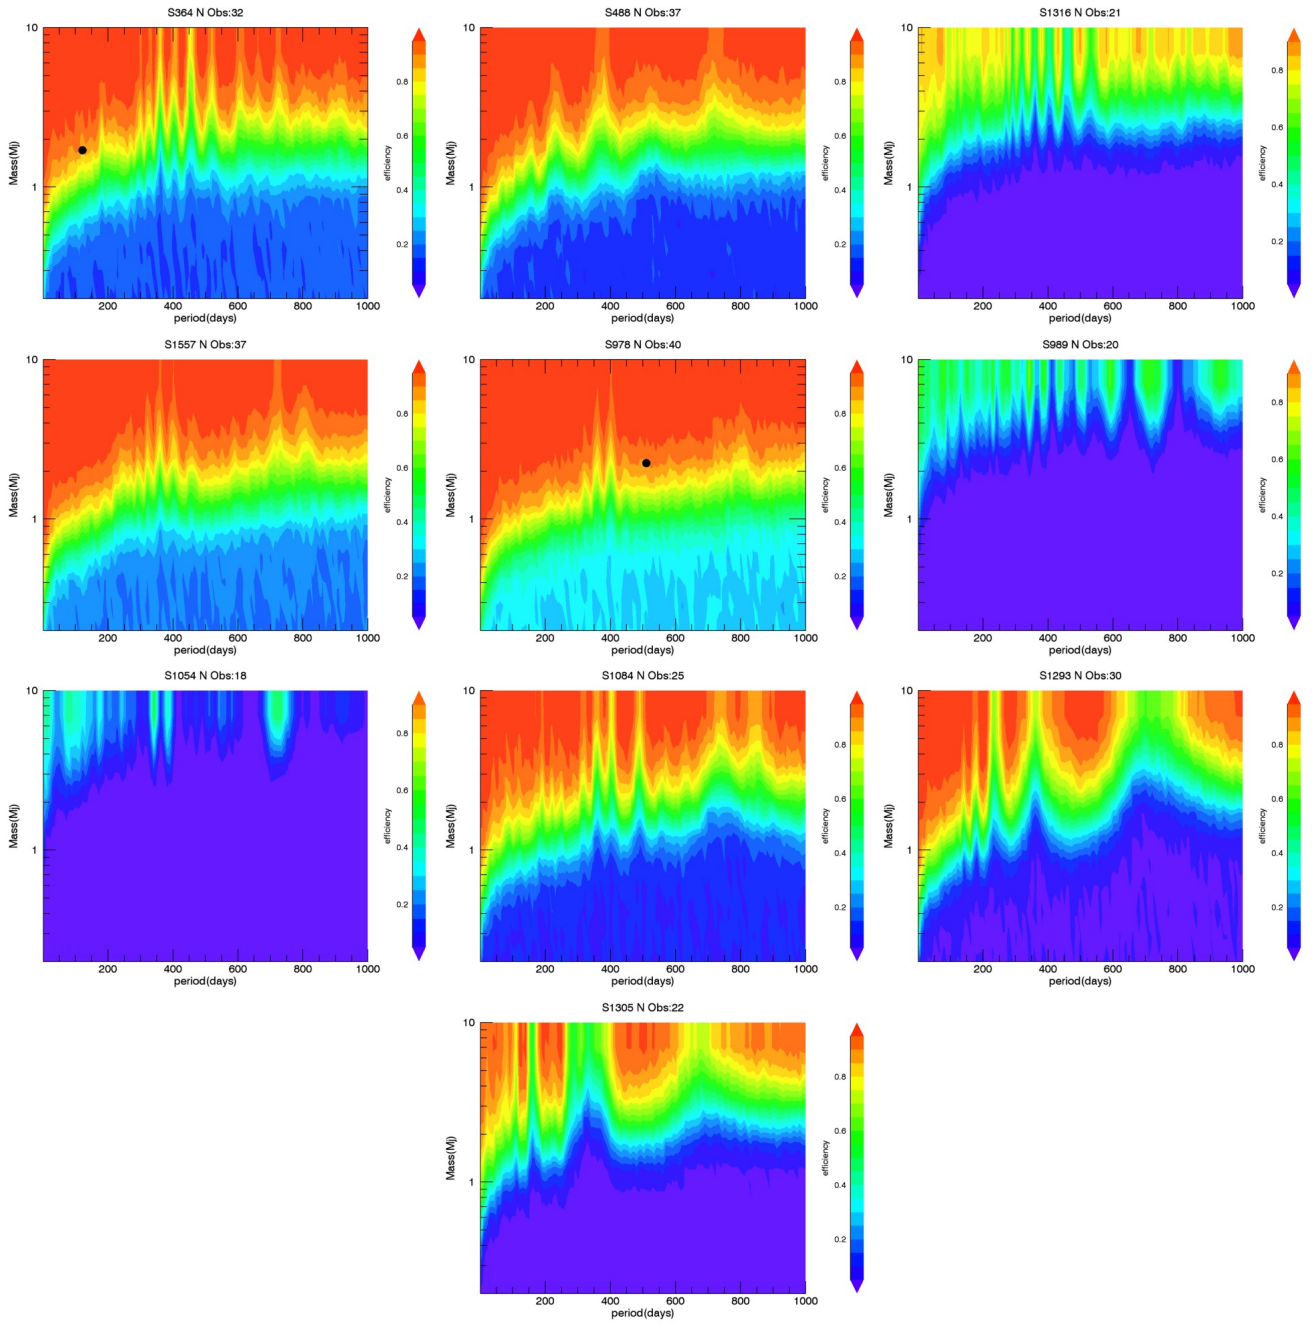 S364 N Obs:32
S488 N Obs:37
S1316 N Obs:21
10
1
Mass(Mj)
200 400 600 800 1000
period(days)
0.8
0.6
0.4
0.2
efficiency
10
1
Mass(Mj)
200 400 600 800 1000
period(days)
0.8
0.6
0.4
0.2
efficiency
10
1
Mass(Mj)
200 400 600 800 1000
period(days)
0.8
0.6
0.4
0.2
efficiency
S1557 N Obs:37
S978 N Obs:40
S989 N Obs:20
10
1
Mass(Mj)
200 400 600 800 1000
period(days)
0.8
0.6
0.4
0.2
efficiency
10
1
Mass(Mj)
200 400 600 800 1000
period(days)
0.8
0.6
0.4
0.2
efficiency
10
1
Mass(Mj)
200 400 600 800 1000
period(days)
0.8
0.6
0.4
0.2
efficiency
S1054 N Obs:18
S1084 N Obs:25
S1293 N Obs:30
10
1
Mass(Mj)
200 400 600 800 1000
period(days)
0.8
0.6
0.4
0.2
efficiency
10
1
Mass(Mj)
200 400 600 800 1000
period(days)
0.8
0.6
0.4
0.2
efficiency
10
1
Mass(Mj)
200 400 600 800 1000
period(days)
0.8
0.6
0.4
0.2
efficiency
S1305 N Obs:22
10
1
Mass(Mj)
200 400 600 800 1000
period(days)
0.8
0.6
0.4
0.2
efficiency